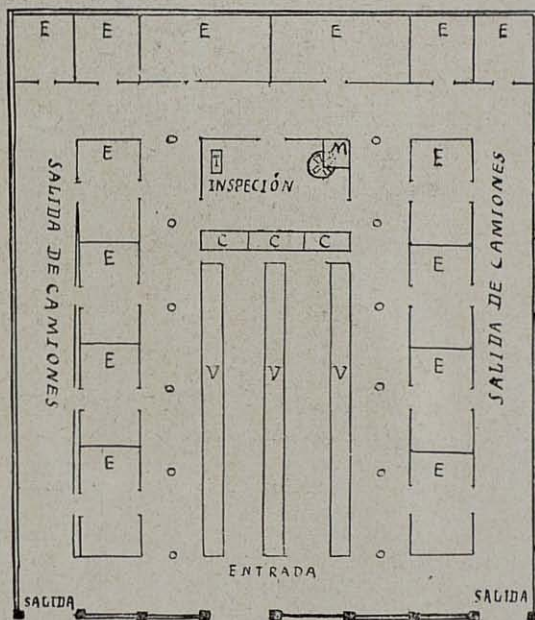 E E E E E E
E E
T M
INSPECIÓN
C C C
SALIDA DE CAMIONES
SALIDA DE CAMIONES
E E
V V V
E E
E E
ENTRADA
SALIDA SALIDA